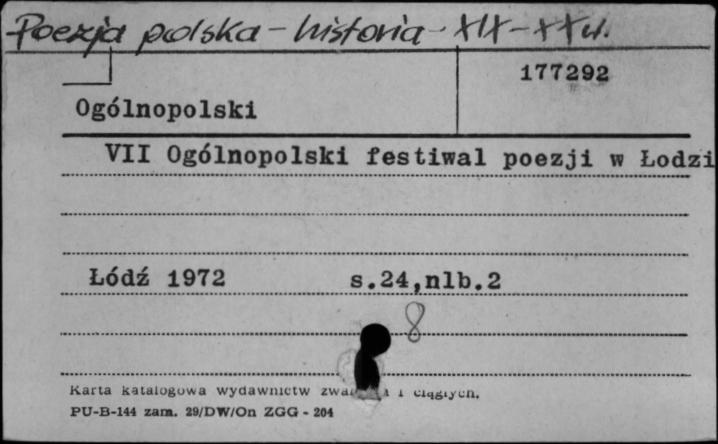 Poezja polska - historia - XIX - XX w.
177292
Ogólnopolski
VII Ogólnopolski festiwal poezji w Łodzi
Łódź 1972 s.24,nlb.2
8
Karta katalogowa wydawnictw i ciągłych.
PU-B-144 zam. 29/DW/On ZGG - 204